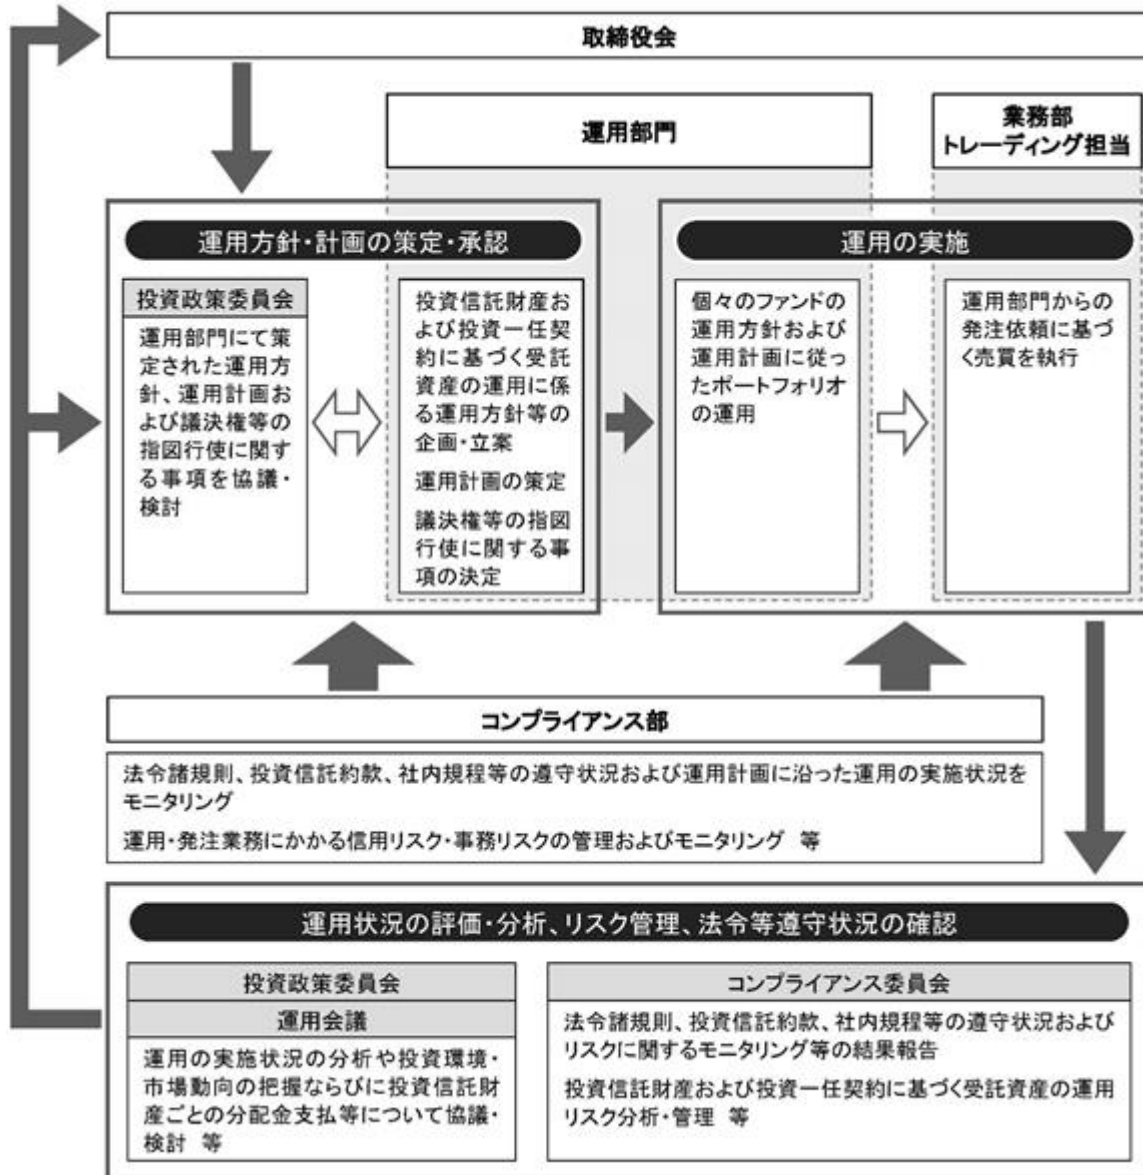 取締役会
運用部門
業務部
トレーディング担当
運用方針・計画の策定・承認
投資政策委員会
運用部門にて策
定された運用方
針、運用計画お
よび議決権等の
指図行使に関す
る事項を協議・
検討
投資信託財産お
よび投資一任契
約に基づく受託
資産の運用に係
る運用方針等の
企画・立案
運用計画の策定
議決権等の指図
行使に関する事
項の決定
運用の実施
個々のファンドの
運用方針および
運用計画に従っ
たポートフォリオ
の運用
運用部門からの
発注依頼に基づ
く売買を執行
コンプライアンス部
法令諸規則、投資信託約款、社内規程等の遵守状況および運用計画に沿った運用の実施状況を
モニタリング
運用・発注業務にかかる信用リスク・事務リスクの管理およびモニタリング 等
運用状況の評価・分析、リスク管理、法令等遵守状況の確認
投資政策委員会
運用会議
運用の実施状況の分析や投資環境・
市場動向の把握ならびに投資信託財
産ごとの分配金支払等について協議・
検討 等
コンプライアンス委員会
法令諸規則、投資信託約款、社内規程等の遵守状況および
リスクに関するモニタリング等の結果報告
投資信託財産および投資一任契約に基づく受託資産の運用
リスク分析・管理 等